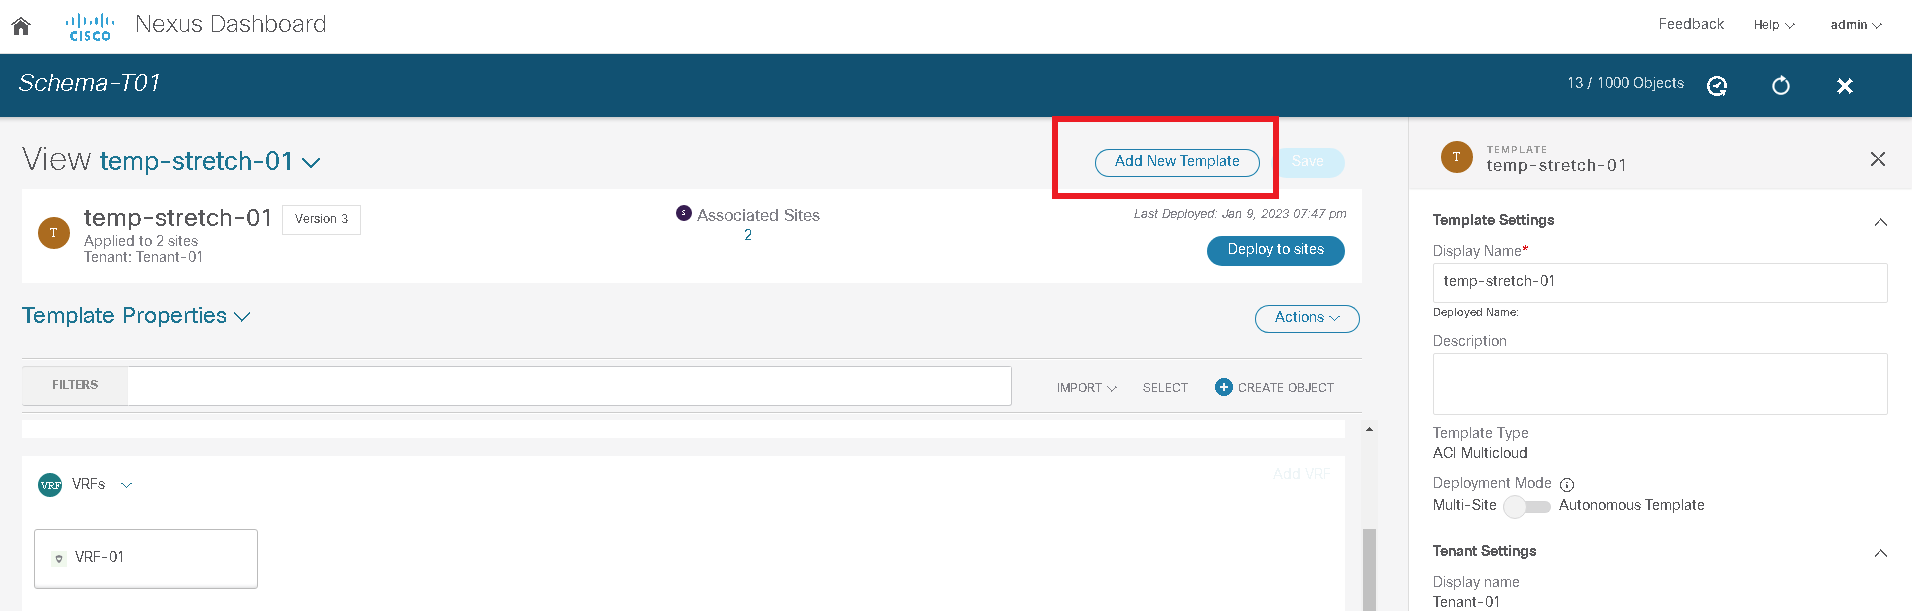 CISCO Nexus Dashboard Feedback Help admin
Schema-T01 13 / 1000 Objects
View temp-stretch-01 Add New Template Save
T temp-stretch-01 Version 3
Applied to 2 sites
Tenant: Tenant-01
S Associated Sites
2
Last Deployed: Jan 9, 2023 07:47 pm
Deploy to sites
Template Properties Actions
FILTERS IMPORT SELECT CREATE OBJECT
VRF VRFs Add VRF
VRF-01
T TEMPLATE
temp-stretch-01
Template Settings
Display Name*
temp-stretch-01
Deployed Name:
Description
Template Type
ACI Multicloud
Deployment Mode
Multi-Site Autonomous Template
Tenant Settings
Display name
Tenant-01